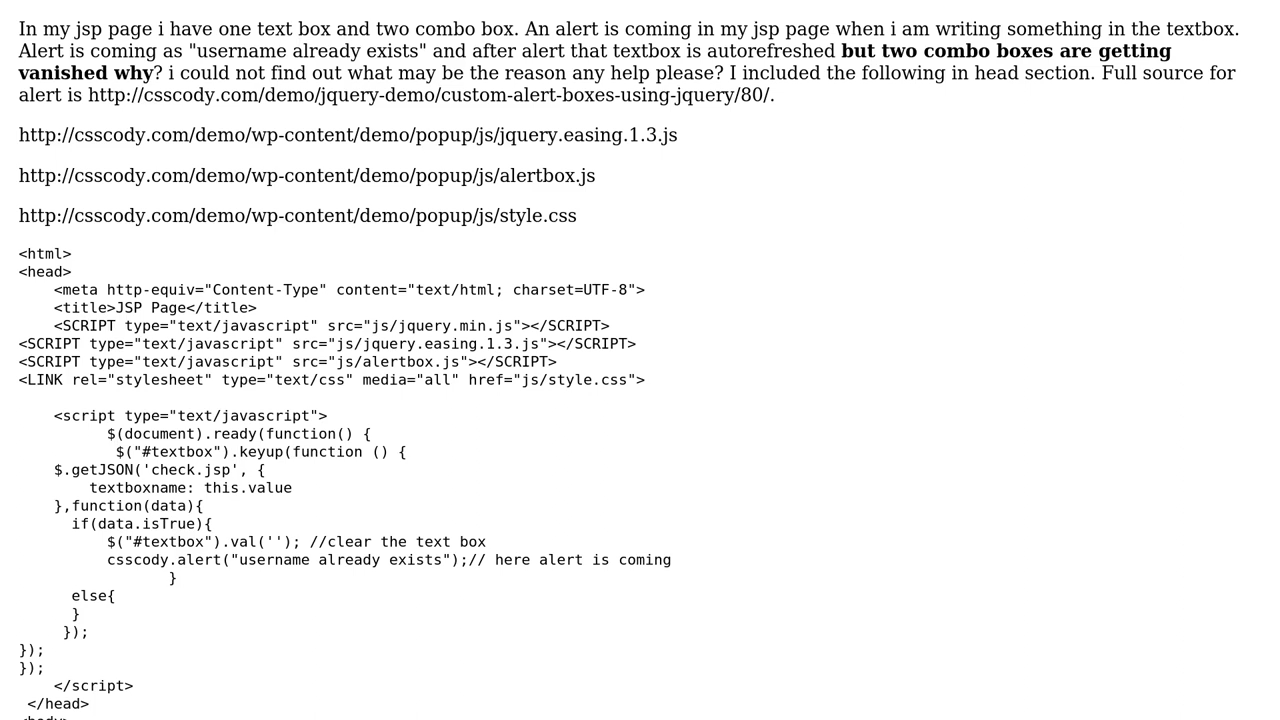 In my jsp page i have one text box and two combo box. An alert is coming in my jsp page when i am writing something in the textbox.
Alert is coming as "username already exists" and after alert that textbox is autorefreshed but two combo boxes are getting
vanished why? i could not find out what may be the reason any help please? I included the following in head section. Full source for
alert is http://csscody.com/demo/jquery-demo/custom-alert-boxes-using-jquery/80/.
http://csscody.com/demo/wp-content/demo/popup/js/jquery.easing.1.3.js
http://csscody.com/demo/wp-content/demo/popup/js/alertbox.js
http://csscody.com/demo/wp-content/demo/popup/js/style.css
<html>
<head>
    <meta http-equiv="Content-Type" content="text/html; charset=UTF-8">
    <title>JSP Page</title>
    <SCRIPT type="text/javascript" src="js/jquery.min.js"></SCRIPT>
<SCRIPT type="text/javascript" src="js/jquery.easing.1.3.js"></SCRIPT>
<SCRIPT type="text/javascript" src="js/alertbox.js"></SCRIPT>
<LINK rel="stylesheet" type="text/css" media="all" href="js/style.css">
    <script type="text/javascript">
          $(document).ready(function() {
           $("#textbox").keyup(function () {
    $.getJSON('check.jsp', {
        textboxname: this.value
    },function(data){
      if(data.isTrue){
          $("#textbox").val(''); //clear the text box
          csscody.alert("username already exists");// here alert is coming
                 }
      else{
      }
     });
});
});
    </script>
 </head>
<body>